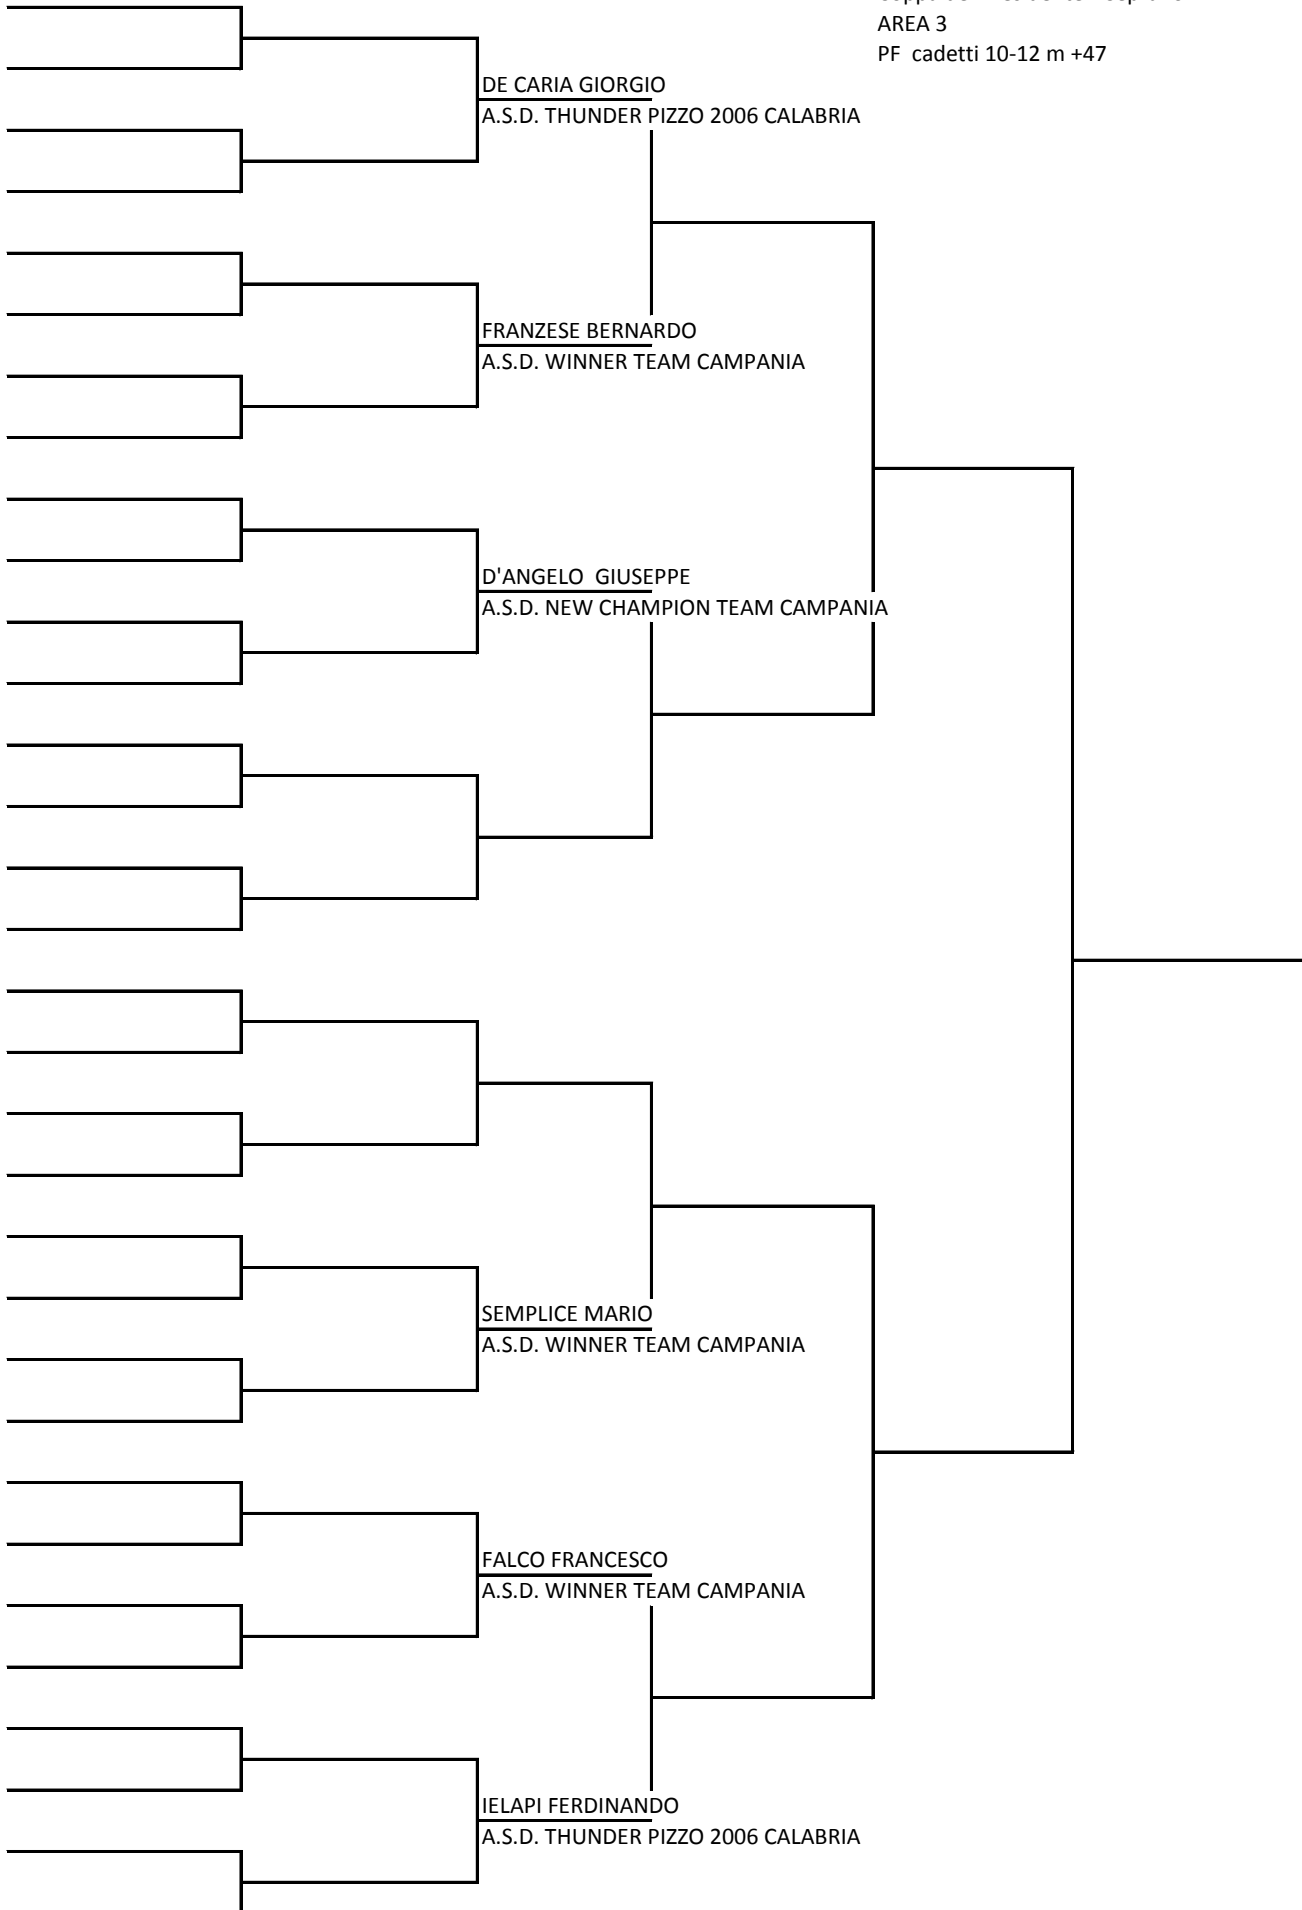 AREA 3
PF  cadetti 10-12 m +47
DE CARIA GIORGIO
A.S.D. THUNDER PIZZO 2006 CALABRIA
FRANZESE BERNARDO
A.S.D. WINNER TEAM CAMPANIA
D'ANGELO  GIUSEPPE
A.S.D. NEW CHAMPION TEAM CAMPANIA
SEMPLICE MARIO
A.S.D. WINNER TEAM CAMPANIA
FALCO FRANCESCO
A.S.D. WINNER TEAM CAMPANIA
IELAPI FERDINANDO
A.S.D. THUNDER PIZZO 2006 CALABRIA